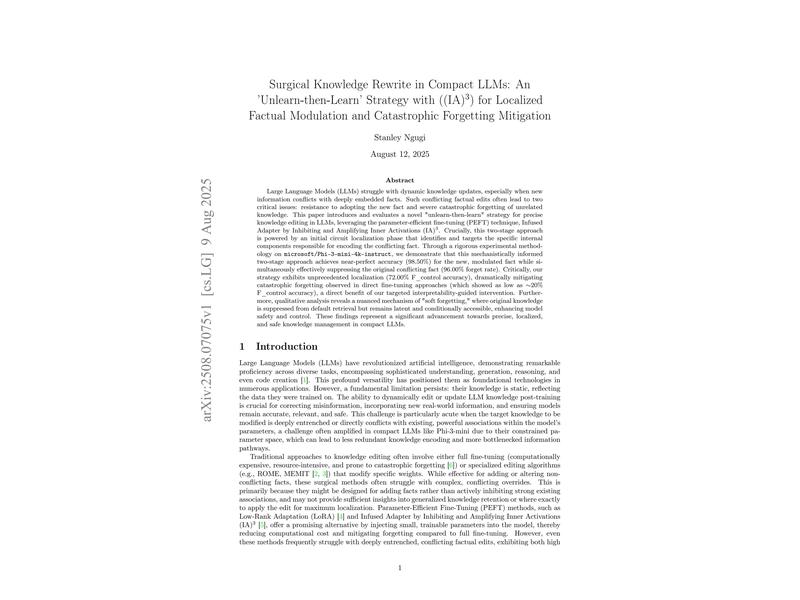 Surgical Knowledge Rewrite in Compact LLMs: An
'Unlearn-then-Learn' Strategy with ((IA)³) for Localized
Factual Modulation and Catastrophic Forgetting Mitigation
Stanley Ngugi
August 12, 2025
Abstract
Large Language Models (LLMs) struggle with dynamic knowledge updates, especially when new
information conflicts with deeply embedded facts. Such conflicting factual edits often lead to two
critical issues: resistance to adopting the new fact and severe catastrophic forgetting of unrelated
knowledge. This paper introduces and evaluates a novel "unlearn-then-learn" strategy for precise
knowledge editing in LLMs, leveraging the parameter-efficient fine-tuning (PEFT) technique, Infused
Adapter by Inhibiting and Amplifying Inner Activations (IA)³. Crucially, this two-stage approach
is powered by an initial circuit localization phase that identifies and targets the specific internal
components responsible for encoding the conflicting fact. Through a rigorous experimental method-
ology on microsoft/Phi-3-mini-4k-instruct, we demonstrate that this mechanistically informed
two-stage approach achieves near-perfect accuracy (98.50%) for the new, modulated fact while si-
multaneously effectively suppressing the original conflicting fact (96.00% forget rate). Critically, our
strategy exhibits unprecedented localization (72.00% F_control accuracy), dramatically mitigating
catastrophic forgetting observed in direct fine-tuning approaches (which showed as low as ~20%
F_control accuracy), a direct benefit of our targeted interpretability-guided intervention. Further-
more, qualitative analysis reveals a nuanced mechanism of "soft forgetting," where original knowledge
is suppressed from default retrieval but remains latent and conditionally accessible, enhancing model
safety and control. These findings represent a significant advancement towards precise, localized,
and safe knowledge management in compact LLMs.
arXiv:2508.07075v1 [cs.LG] 9 Aug 2025
1 Introduction
Large Language Models (LLMs) have revolutionized artificial intelligence, demonstrating remarkable
proficiency across diverse tasks, encompassing sophisticated understanding, generation, reasoning, and
even code creation [1]. This profound versatility has positioned them as foundational technologies in
numerous applications. However, a fundamental limitation persists: their knowledge is static, reflecting
the data they were trained on. The ability to dynamically edit or update LLM knowledge post-training
is crucial for correcting misinformation, incorporating new real-world information, and ensuring models
remain accurate, relevant, and safe. This challenge is particularly acute when the target knowledge to be
modified is deeply entrenched or directly conflicts with existing, powerful associations within the model's
parameters, a challenge often amplified in compact LLMs like Phi-3-mini due to their constrained pa-
rameter space, which can lead to less redundant knowledge encoding and more bottlenecked information
pathways.
Traditional approaches to knowledge editing often involve either full fine-tuning (computationally
expensive, resource-intensive, and prone to catastrophic forgetting [6]) or specialized editing algorithms
(e.g., ROME, MEMIT [2, 3]) that modify specific weights. While effective for adding or altering non-
conflicting facts, these surgical methods often struggle with complex, conflicting overrides. This is
primarily because they might be designed for adding facts rather than actively inhibiting strong existing
associations, and may not provide sufficient insights into generalized knowledge retention or where exactly
to apply the edit for maximum localization. Parameter-Efficient Fine-Tuning (PEFT) methods, such as
Low-Rank Adaptation (LoRA) [4] and Infused Adapter by Inhibiting and Amplifying Inner Activations
(IA)³ [5], offer a promising alternative by injecting small, trainable parameters into the model, thereby
reducing computational cost and mitigating forgetting compared to full fine-tuning. However, even
these methods frequently struggle with deeply entrenched, conflicting factual edits, exhibiting both high
1